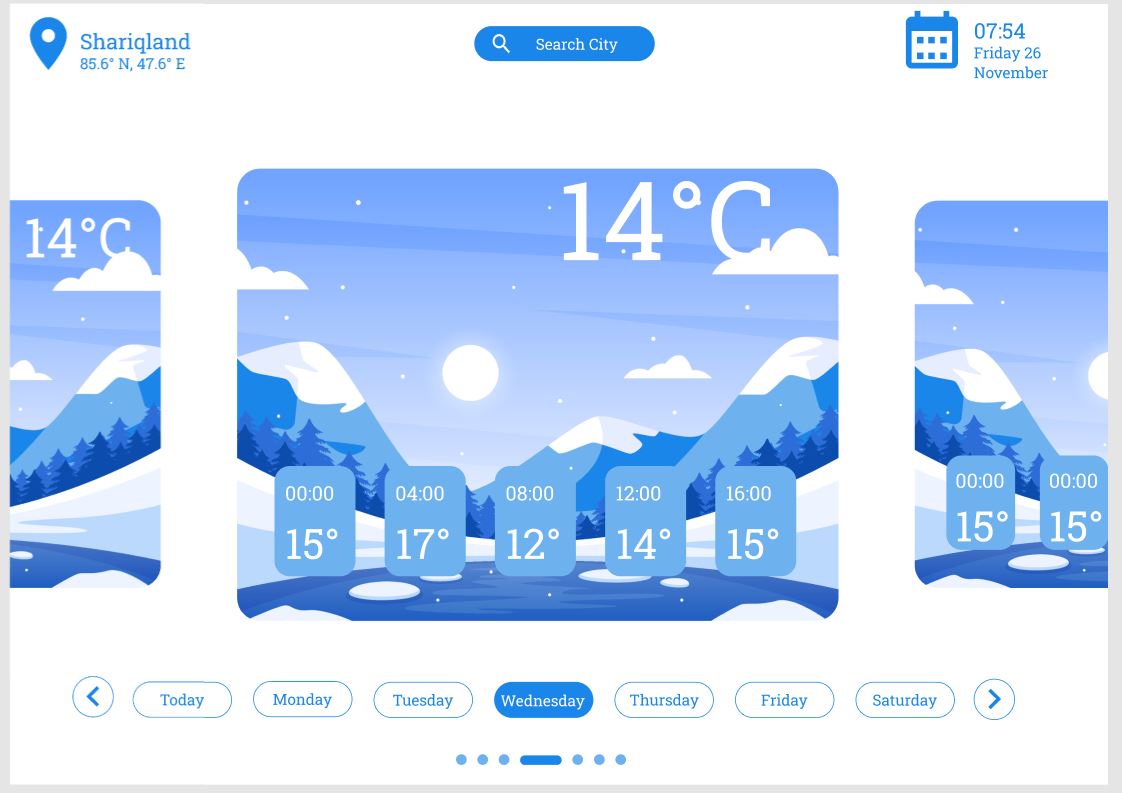 Shariqland
85.6° N, 47.6° E
Search City
07:54
Friday 26
November
14°C
14°C
00:00
15°
04:00
17°
08:00
12°
12:00
14°
16:00
15°
00:00
15°
00:00
15°
Today
Monday
Tuesday
Wednesday
Thursday
Friday
Saturday